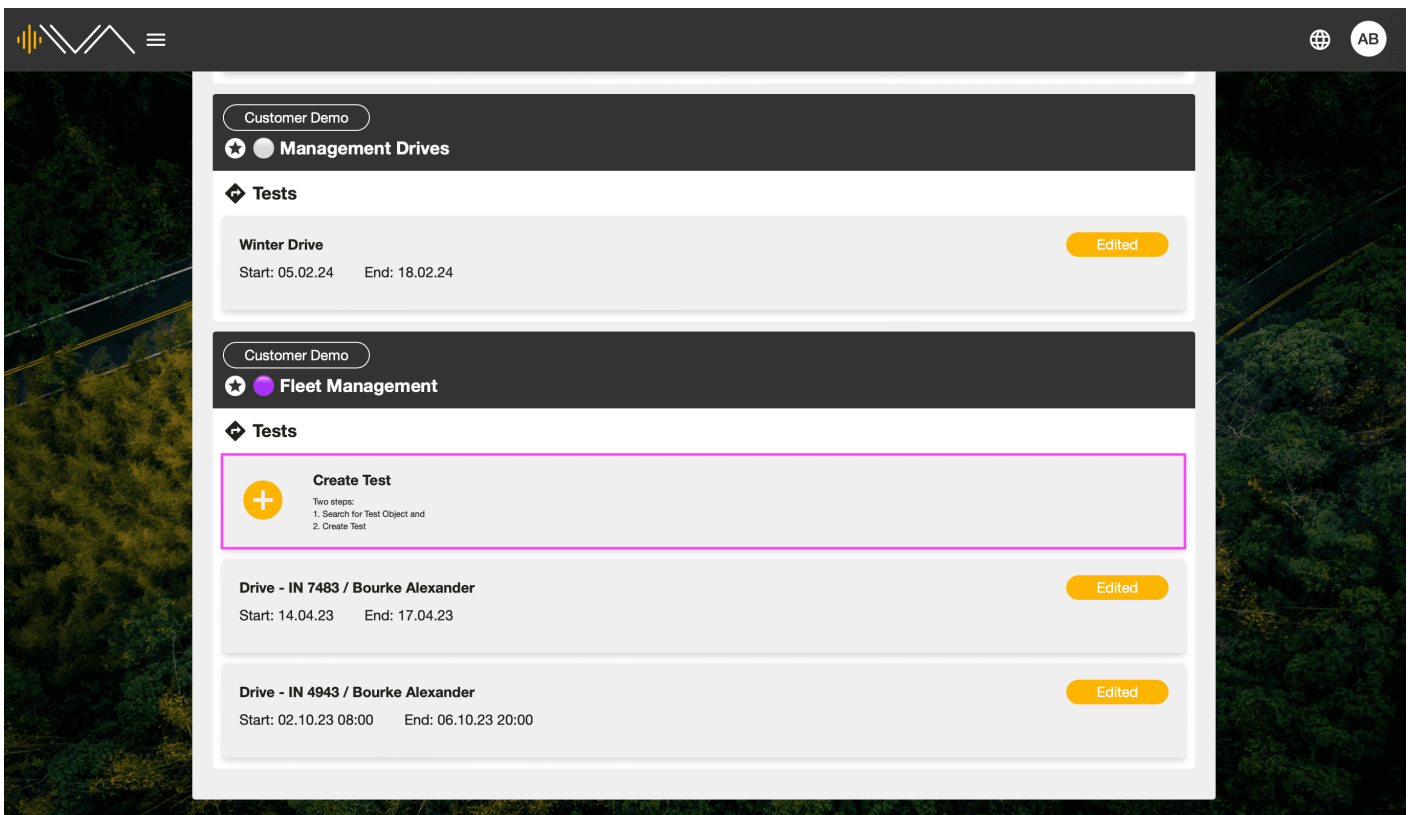 AB
Customer Demo
Management Drives
Tests
Winter Drive
Edited
Start: 05.02.24 End: 18.02.24
Customer Demo
Fleet Management
Tests
Create Test
Two steps:
1. Search for Test Object and
2. Create Test
Drive - IN 7483 / Bourke Alexander
Edited
Start: 14.04.23 End: 17.04.23
Drive - IN 4943 / Bourke Alexander
Edited
Start: 02.10.23 08:00 End: 06.10.23 20:00